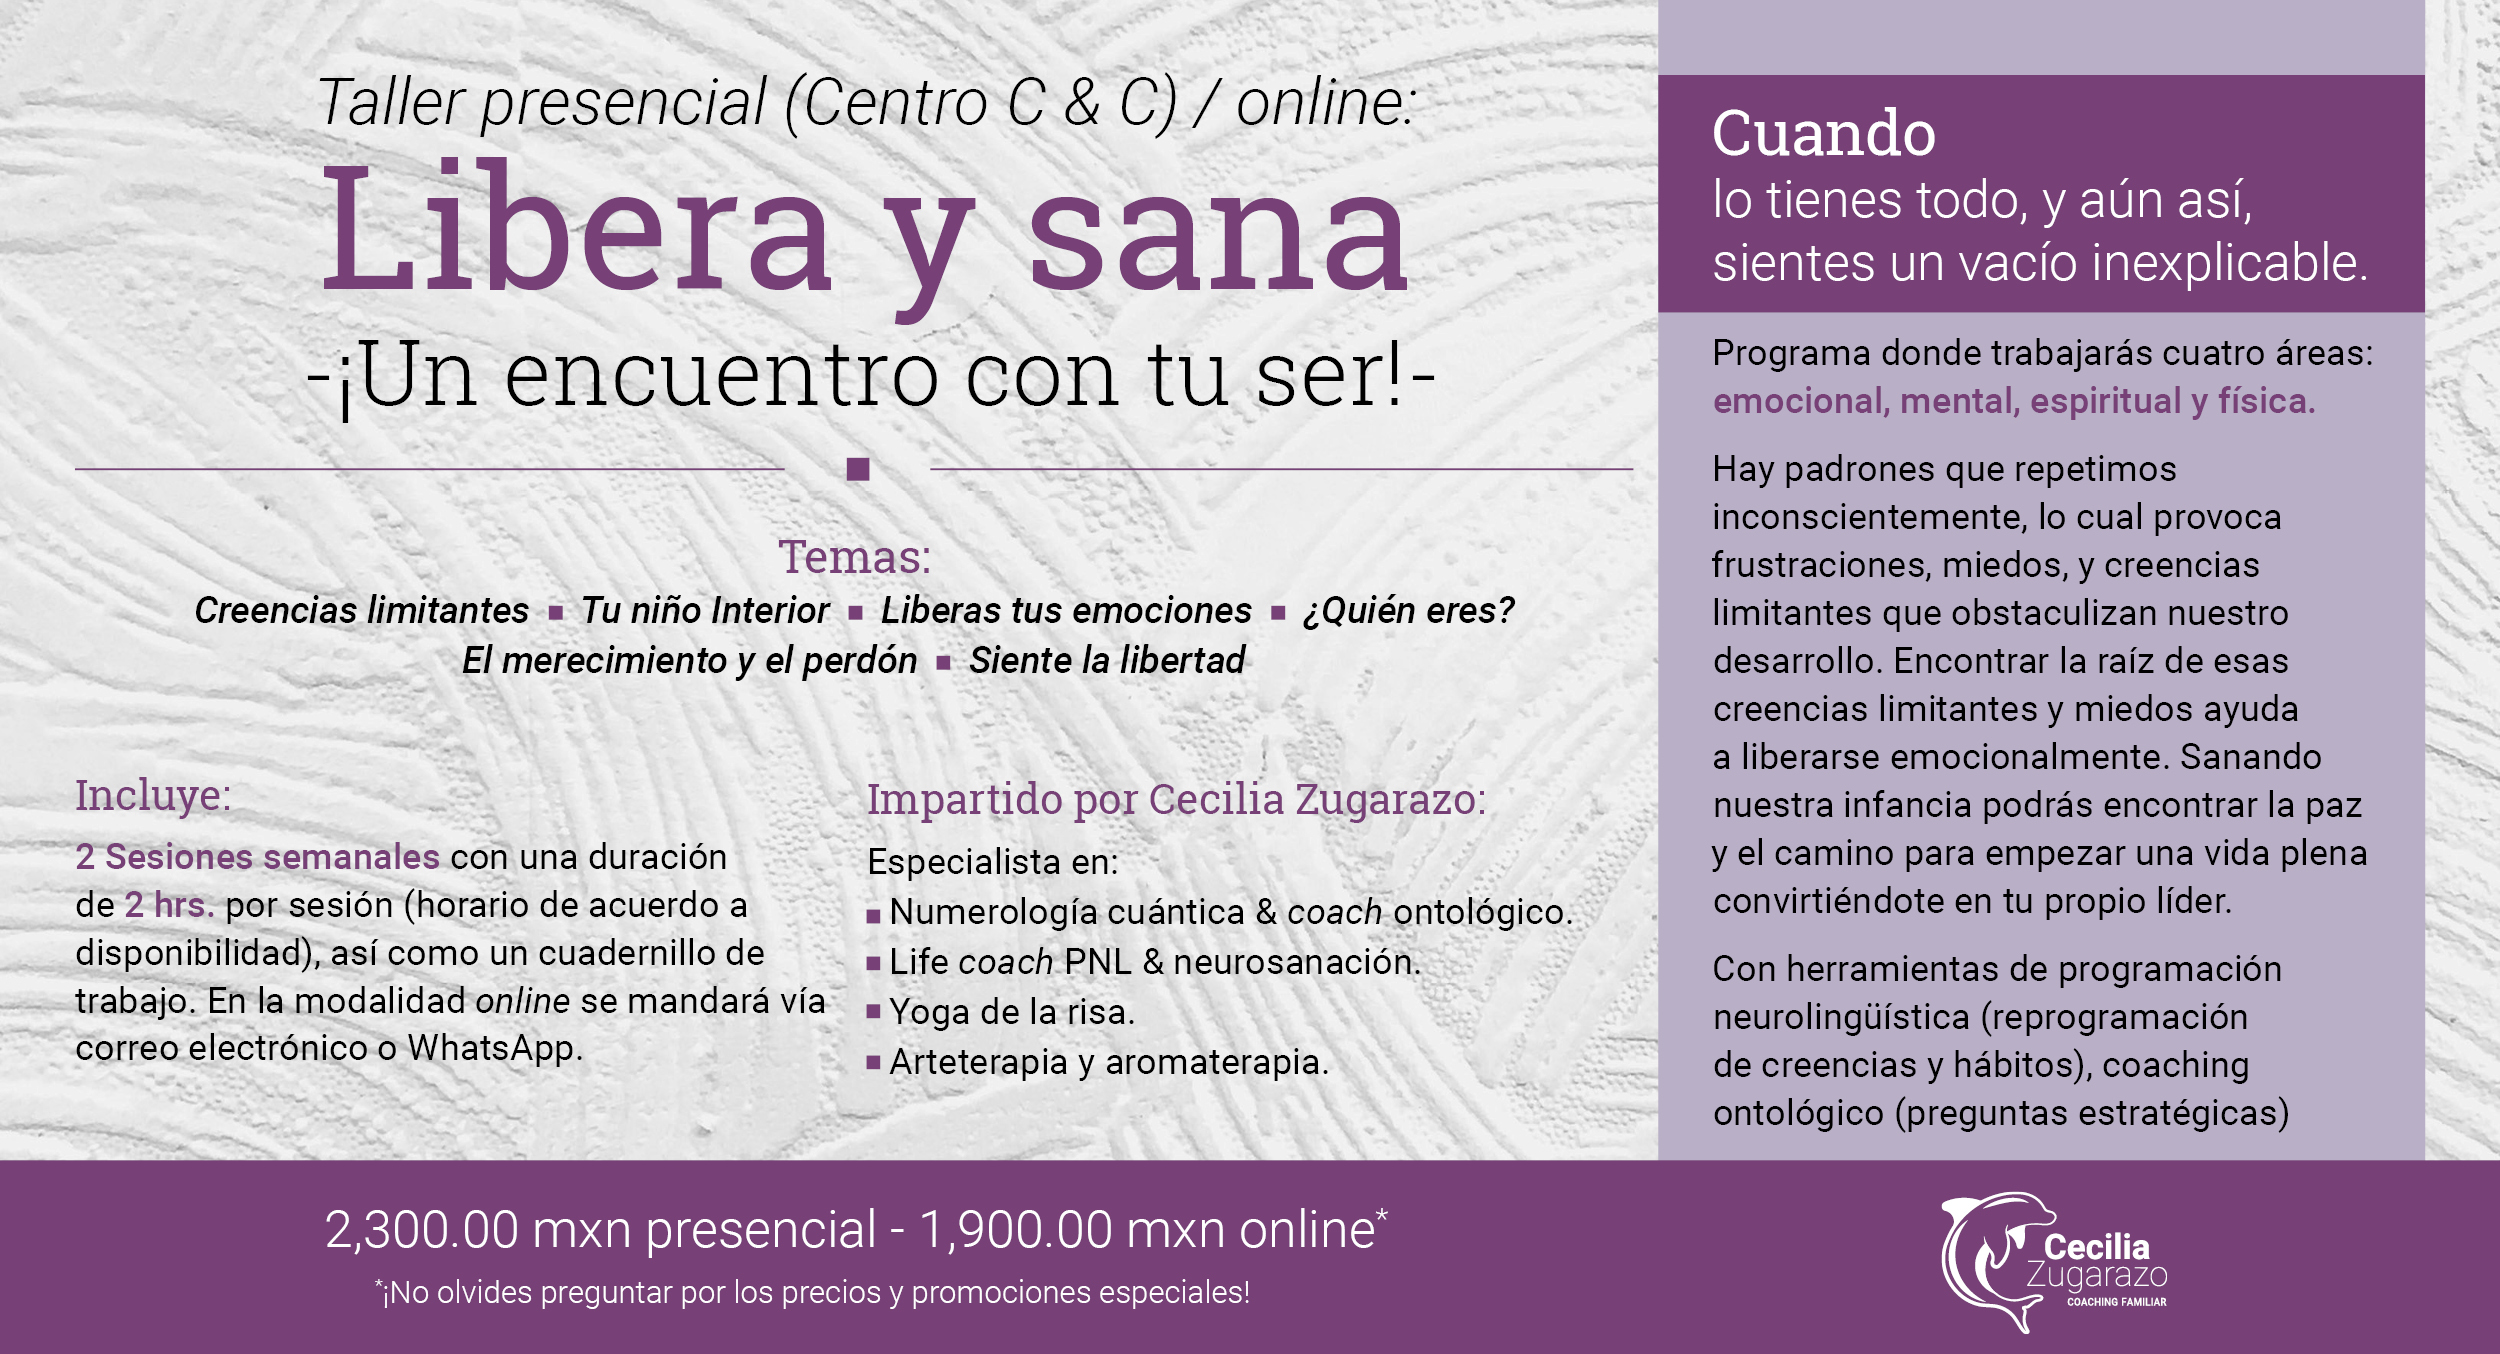 Taller presencial (Centro C & C) / online:
Libera y sana
-¡Un encuentro con tu ser!-
Temas:
Creencias limitantes ▪ Tu niño Interior ▪ Liberas tus emociones ▪ ¿Quién eres?
El merecimiento y el perdón ▪ Siente la libertad
Incluye:
2 Sesiones semanales con una duración
de 2 hrs. por sesión (horario de acuerdo a
disponibilidad), así como un cuadernillo de
trabajo. En la modalidad online se mandará vía
correo electrónico o WhatsApp.
Impartido por Cecilia Zugarazo:
Especialista en:
▪ Numerología cuántica & coach ontológico.
▪ Life coach PNL & neurosanación.
▪ Yoga de la risa.
▪ Arteterapia y aromaterapia.
Cuando
lo tienes todo, y aún así,
sientes un vacío inexplicable.
Programa donde trabajarás cuatro áreas:
emocional, mental, espiritual y física.
Hay padrones que repetimos
inconscientemente, lo cual provoca
frustraciones, miedos, y creencias
limitantes que obstaculizan nuestro
desarrollo. Encontrar la raíz de esas
creencias limitantes y miedos ayuda
a liberarse emocionalmente. Sanando
nuestra infancia podrás encontrar la paz
y el camino para empezar una vida plena
convirtiéndote en tu propio líder.
Con herramientas de programación
neurolingüística (reprogramación
de creencias y hábitos), coaching
ontológico (preguntas estratégicas)
2,300.00 mxn presencial - 1,900.00 mxn online*
*¡No olvides preguntar por los precios y promociones especiales!
Cecilia
Zugarazo
COACHING FAMILIAR